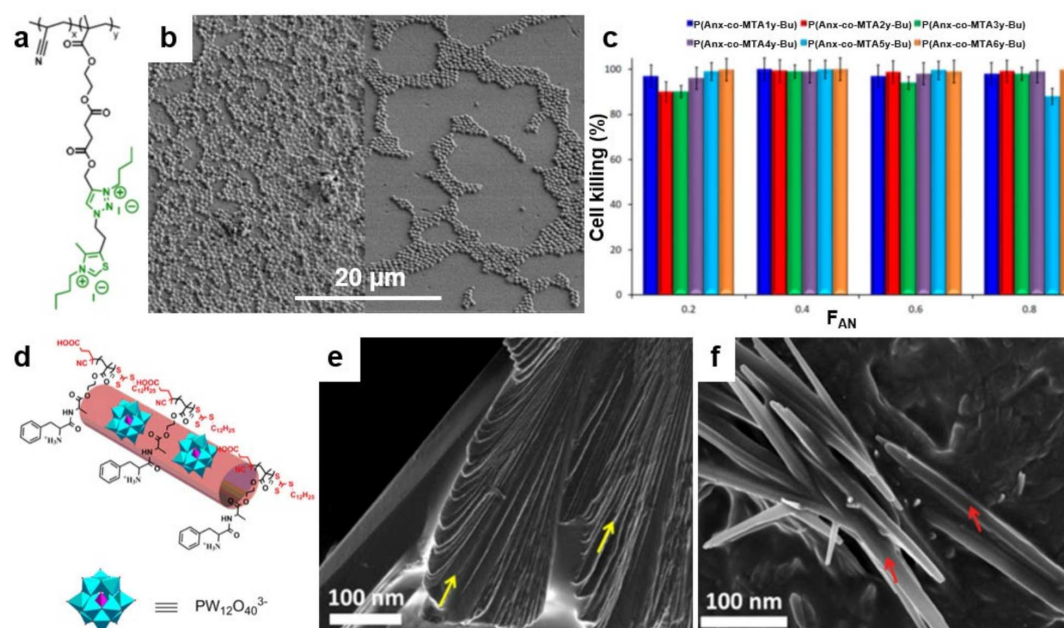 a
N
x
y
O
O
O
O
O
O
N
N
N
I
S
N
I
b
20 μm
c
P(Anx-co-MTA1y-Bu) P(Anx-co-MTA2y-Bu) P(Anx-co-MTA3y-Bu)
P(Anx-co-MTA4y-Bu) P(Anx-co-MTA5y-Bu) P(Anx-co-MTA6y-Bu)
Cell killing (%)
100
80
60
40
20
0
0.2 0.4 0.6 0.8
FAN
d
HOOC
NC
HOOC
C12H25
NC
HOOC
C12H25
NC
C12H25
NH
+H3N
+H3N
+H3N
PW12O40 3-
e
100 nm
f
100 nm